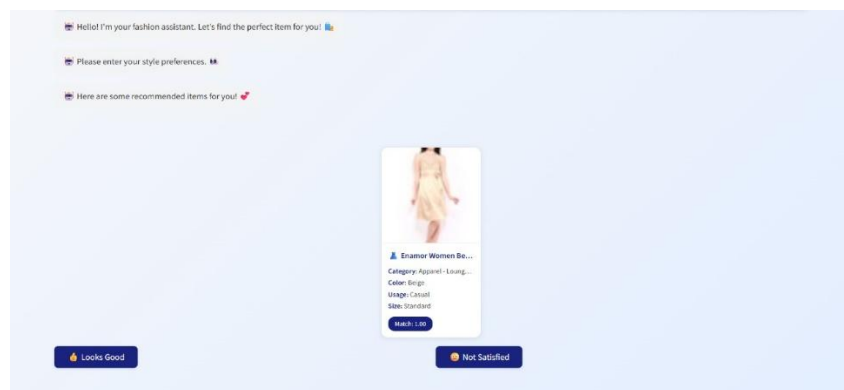 Hello! I'm your fashion assistant. Let's find the perfect item for you!
Please enter your style preferences.
Here are some recommended items for you!
Enamor Women Be...
Category: Apparel - Loung...
Color: Beige
Usage: Casual
Size: Standard
Match: 1.00
Looks Good
Not Satisfied